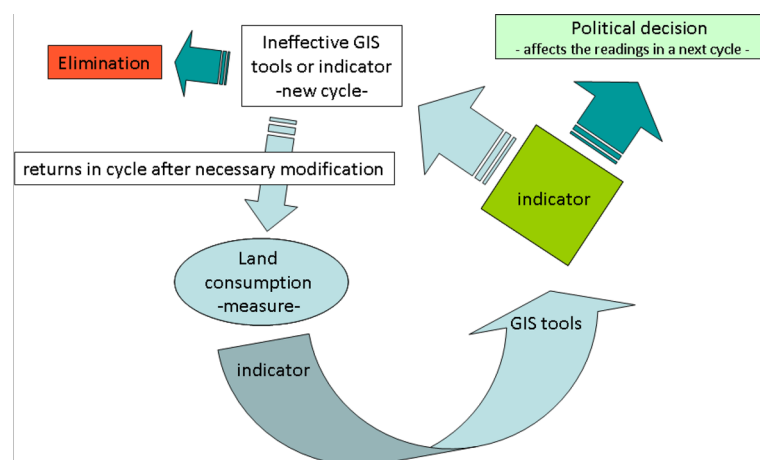 Political decision
- affects the readings in a next cycle -
Ineffective GIS
tools or indicator
-new cycle-
Elimination
returns in cycle after necessary modification
indicator
Land
consumption
-measure-
GIS tools
indicator